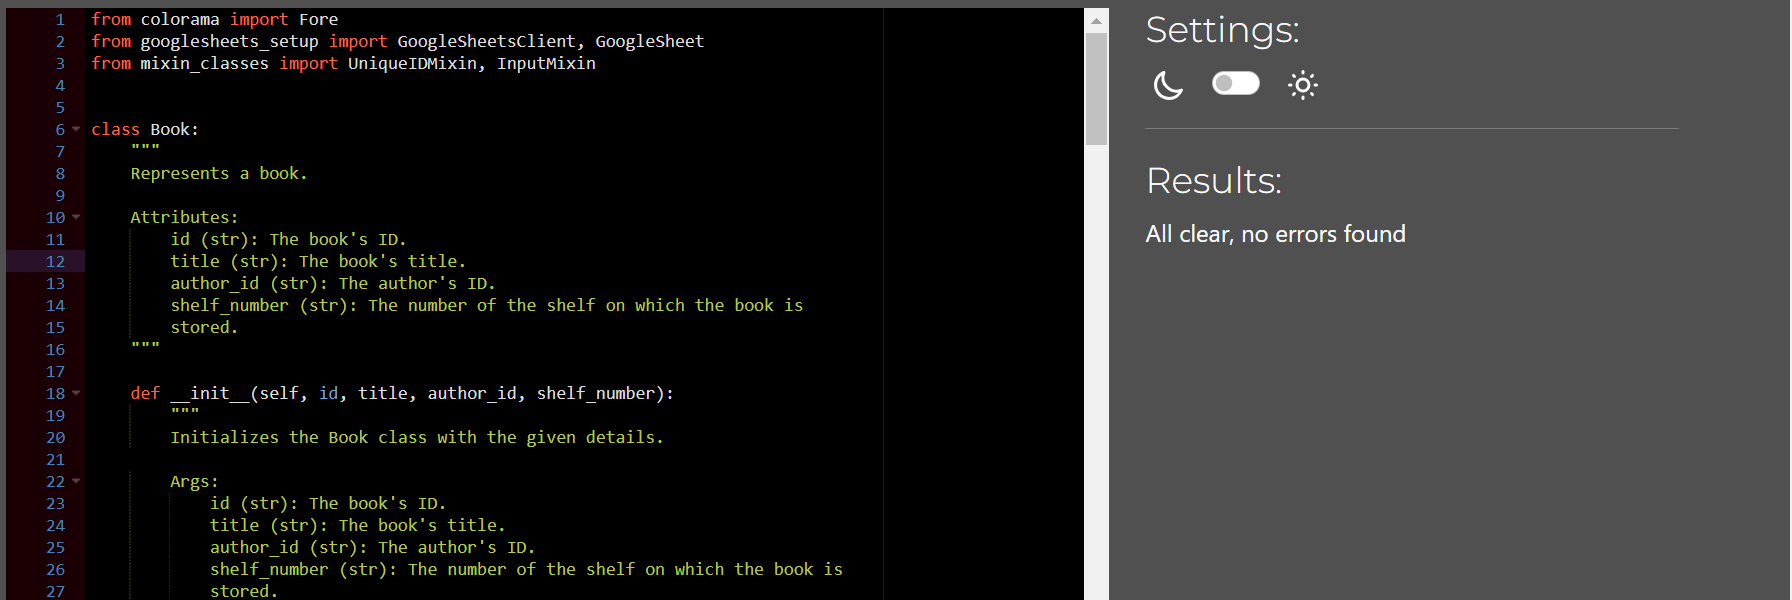 1 from colorama import Fore
2 from googlesheets_setup import GoogleSheetsClient, GoogleSheet
3 from mixin_classes import UniqueIDMixin, InputMixin
4
5
6 class Book:
7     """
8     Represents a book.
9
10     Attributes:
11         id (str): The book's ID.
12         title (str): The book's title.
13         author_id (str): The author's ID.
14         shelf_number (str): The number of the shelf on which the book is
15         stored.
16     """
17
18     def __init__(self, id, title, author_id, shelf_number):
19         """
20         Initializes the Book class with the given details.
21
22         Args:
23             id (str): The book's ID.
24             title (str): The book's title.
25             author_id (str): The author's ID.
26             shelf_number (str): The number of the shelf on which the book is
27             stored.
Settings:
Results:
All clear, no errors found